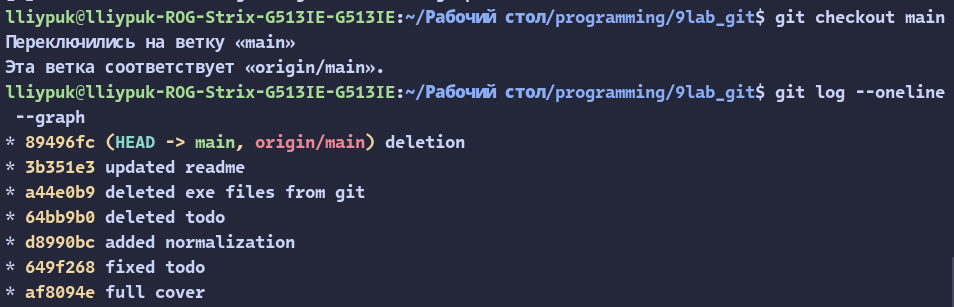 lliypuk@lliypuk-ROG-Strix-G513IE-G513IE:~/Рабочий стол/programming/9lab_git$ git checkout main
Переключились на ветку «main»
Эта ветка соответствует «origin/main».
lliypuk@lliypuk-ROG-Strix-G513IE-G513IE:~/Рабочий стол/programming/9lab_git$ git log --oneline
--graph
* 89496fc (HEAD -> main, origin/main) deletion
* 3b351e3 updated readme
* a44e0b9 deleted exe files from git
* 64bb9b0 deleted todo
* d8990bc added normalization
* 649f268 fixed todo
* af8094e full cover